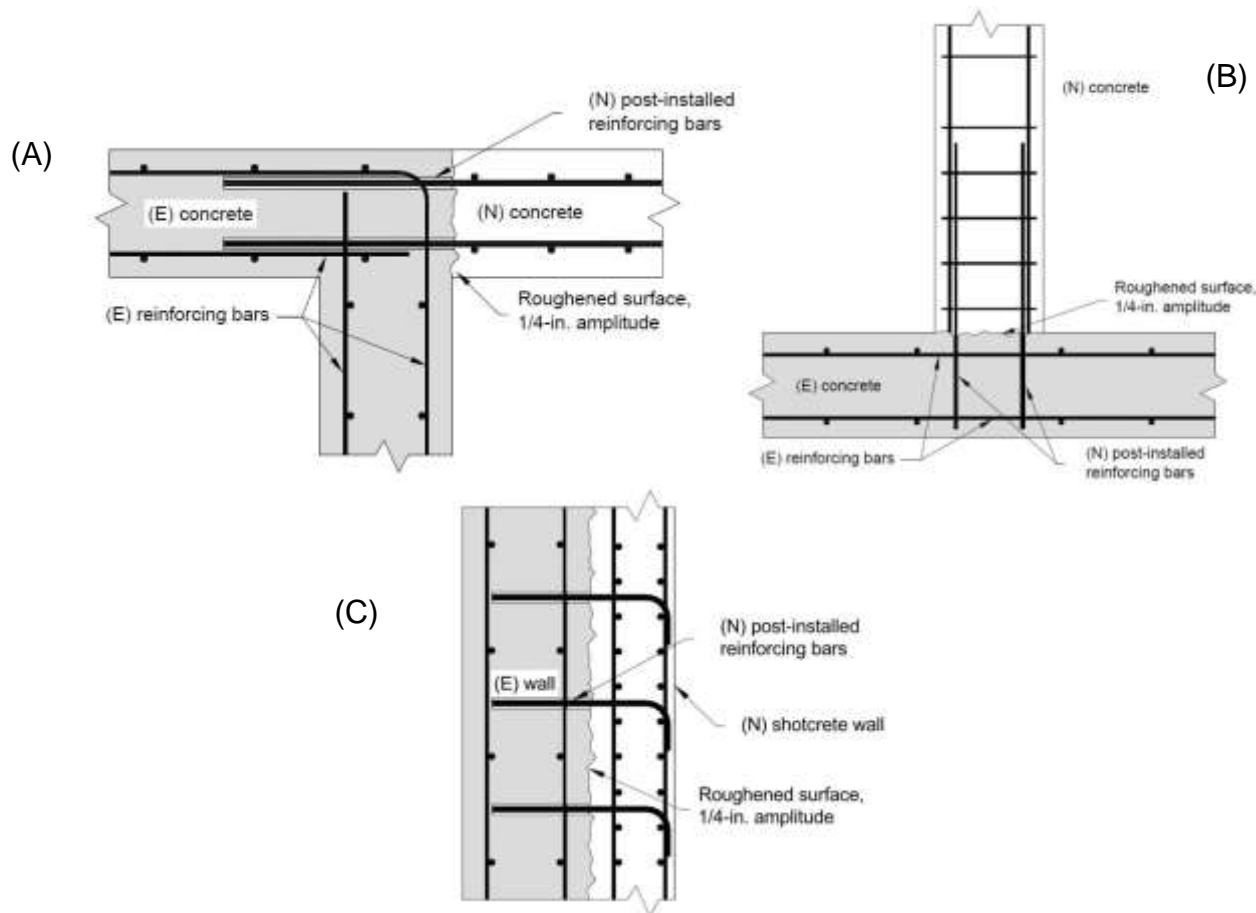 (A)
(N) post-installed
reinforcing bars
(E) concrete
(N) concrete
(E) reinforcing bars
Roughened surface,
1/4-in. amplitude
(B)
(N) concrete
Roughened surface,
1/4-in. amplitude
(E) concrete
(E) reinforcing bars
(N) post-installed
reinforcing bars
(C)
(N) post-installed
reinforcing bars
(E) wall
(N) shotcrete wall
Roughened surface,
1/4-in. amplitude